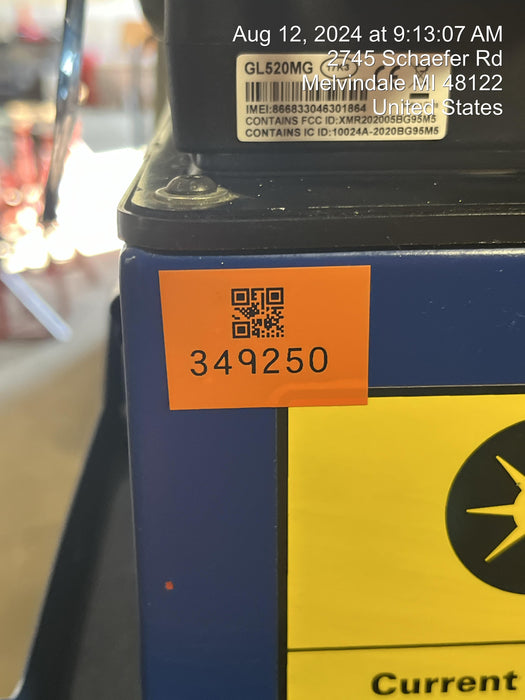 Aug 12, 2024 at 9:13:07 AM
2745 Schaefer Rd
Melvindale MI 48122
United States
GL520MG
CE
IMEI:866833046301864
CONTAINS FCC ID:XMR202005BG95M5
CONTAINS IC ID:10024A-2020BG95M5
349250
Current